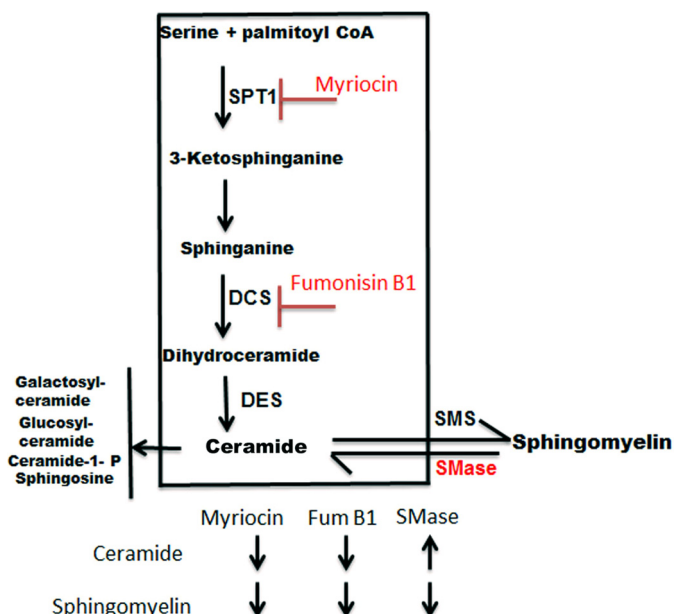 Serine + palmitoyl CoA
SPT1
Myriocin
3-Ketosphinganine
Sphinganine
DCS
Fumonisin B1
Dihydroceramide
DES
Galactosyl-
ceramide
Glucosyl-
ceramide
Ceramide-1- P
Sphingosine
Ceramide
SMS
Sphingomyelin
SMase
Myriocin Fum B1 SMase
Ceramide
Sphingomyelin